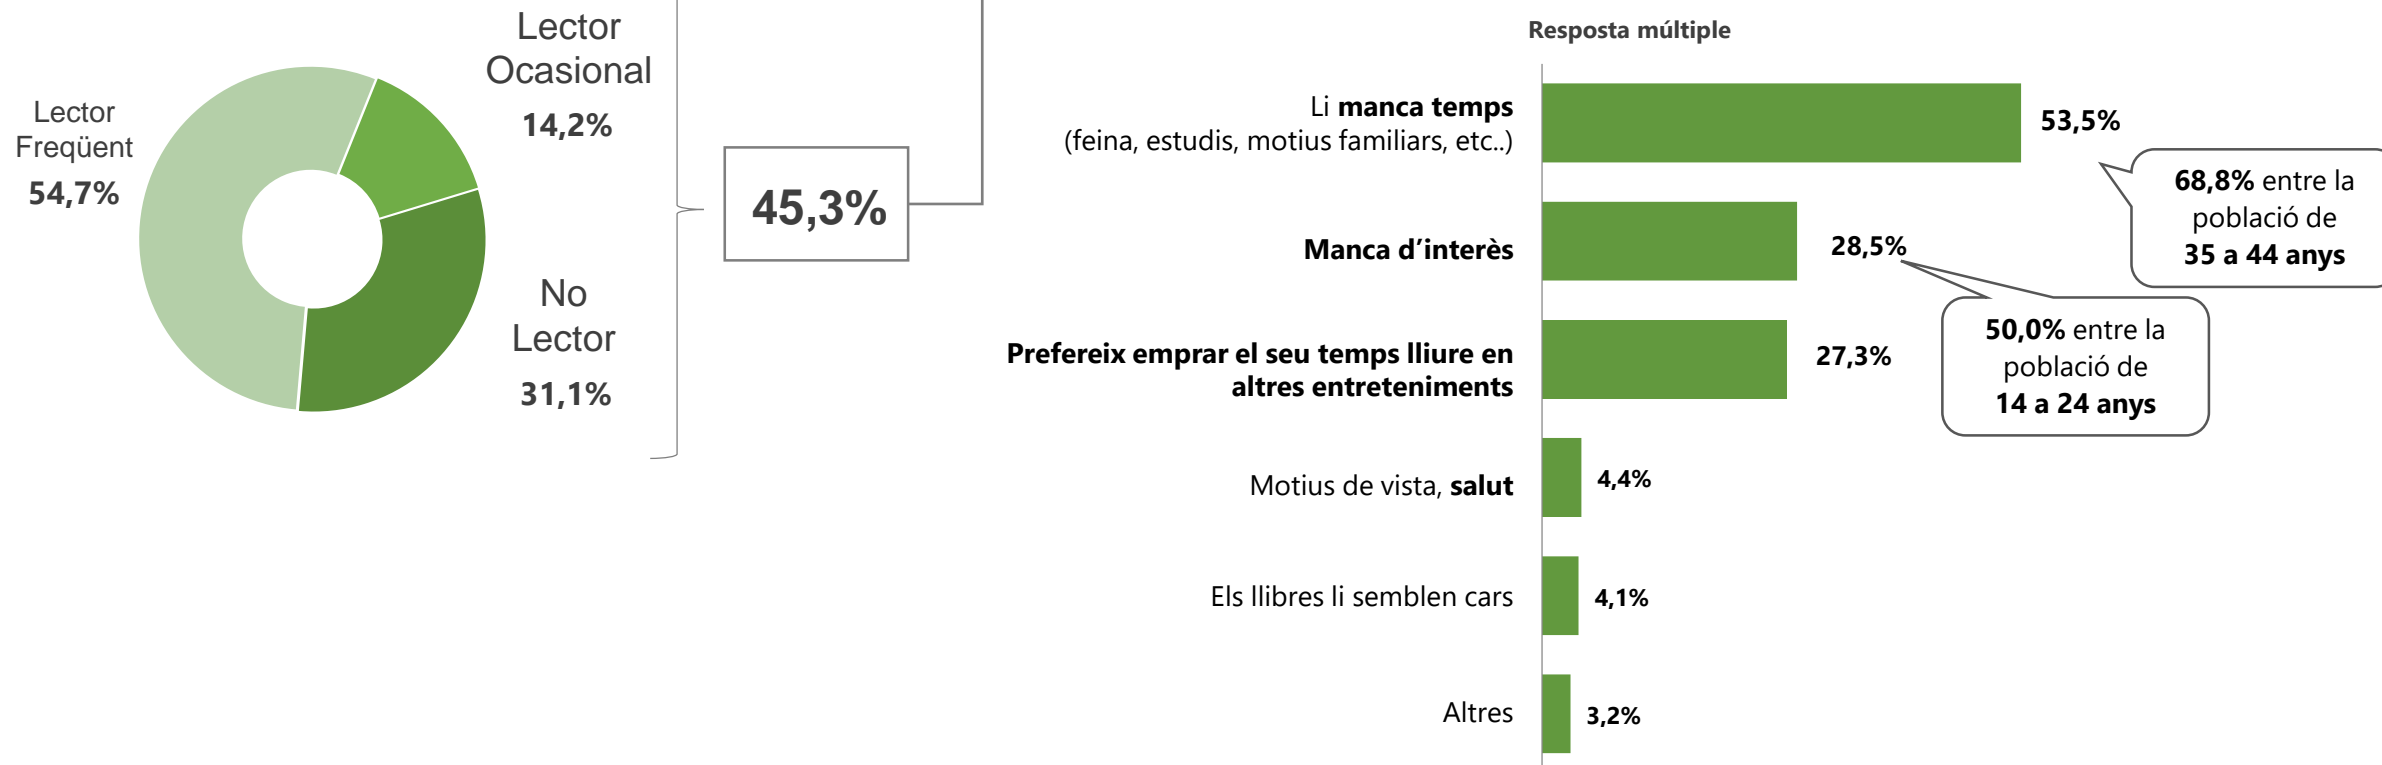 Lector
Ocasional
14,2%
Lector
Freqüent
54,7%
No
Lector
31,1%
45,3%
Resposta múltiple
Li manca temps
(feina, estudis, motius familiars, etc..)
53,5%
68,8% entre la
població de
35 a 44 anys
Manca d’interès
28,5%
50,0% entre la
població de
14 a 24 anys
Prefereix emprar el seu temps lliure en
altres entreteniments
27,3%
Motius de vista, salut
4,4%
Els llibres li semblen cars
4,1%
Altres
3,2%